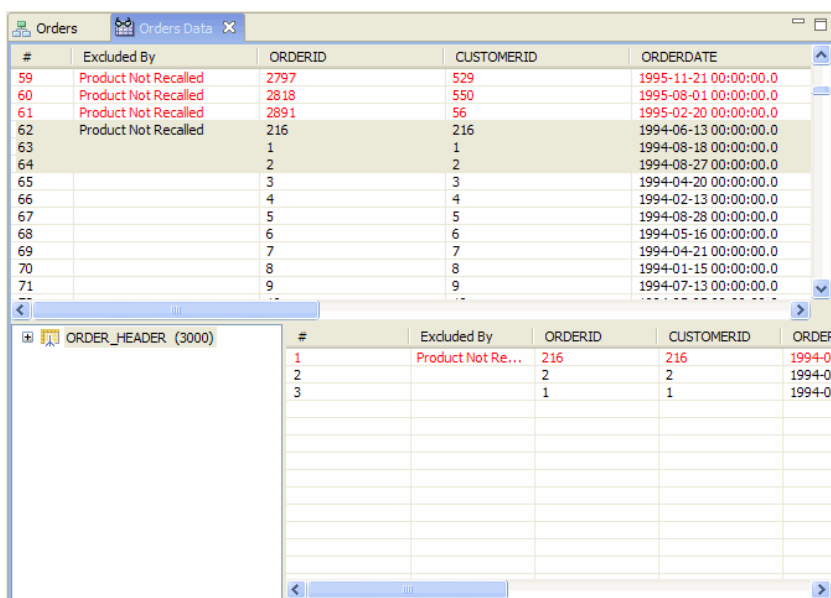 Orders Orders Data
# Excluded By ORDERID CUSTOMERID ORDERDATE
59 Product Not Recalled 2797 529 1995-11-21 00:00:00.0
60 Product Not Recalled 2818 550 1995-08-01 00:00:00.0
61 Product Not Recalled 2891 56 1995-02-20 00:00:00.0
62 Product Not Recalled 216 216 1994-06-13 00:00:00.0
63 1 1 1994-08-18 00:00:00.0
64 2 2 1994-08-27 00:00:00.0
65 3 3 1994-04-20 00:00:00.0
66 4 4 1994-02-13 00:00:00.0
67 5 5 1994-08-28 00:00:00.0
68 6 6 1994-05-16 00:00:00.0
69 7 7 1994-04-21 00:00:00.0
70 8 8 1994-01-15 00:00:00.0
71 9 9 1994-07-13 00:00:00.0
ORDER_HEADER (3000)
# Excluded By ORDERID CUSTOMERID ORDER
1 Product Not Re... 216 216 1994-0
2 2 2 1994-0
3 1 1 1994-0